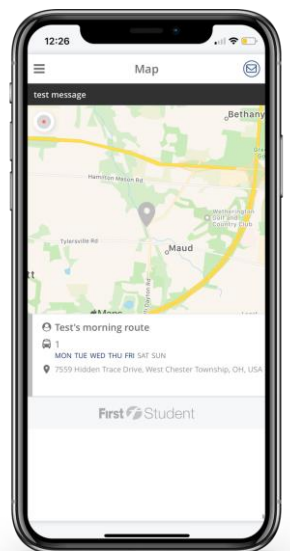 12:26
Map
test message
Bethany
Hamilton Mason Rd
Wetherington
Golf and
Country Club
Tylersville Rd
Maud
Maps
Test's morning route
1
MON TUE WED THU FRI SAT SUN
7559 Hidden Trace Drive, West Chester Township, OH, USA
First Student